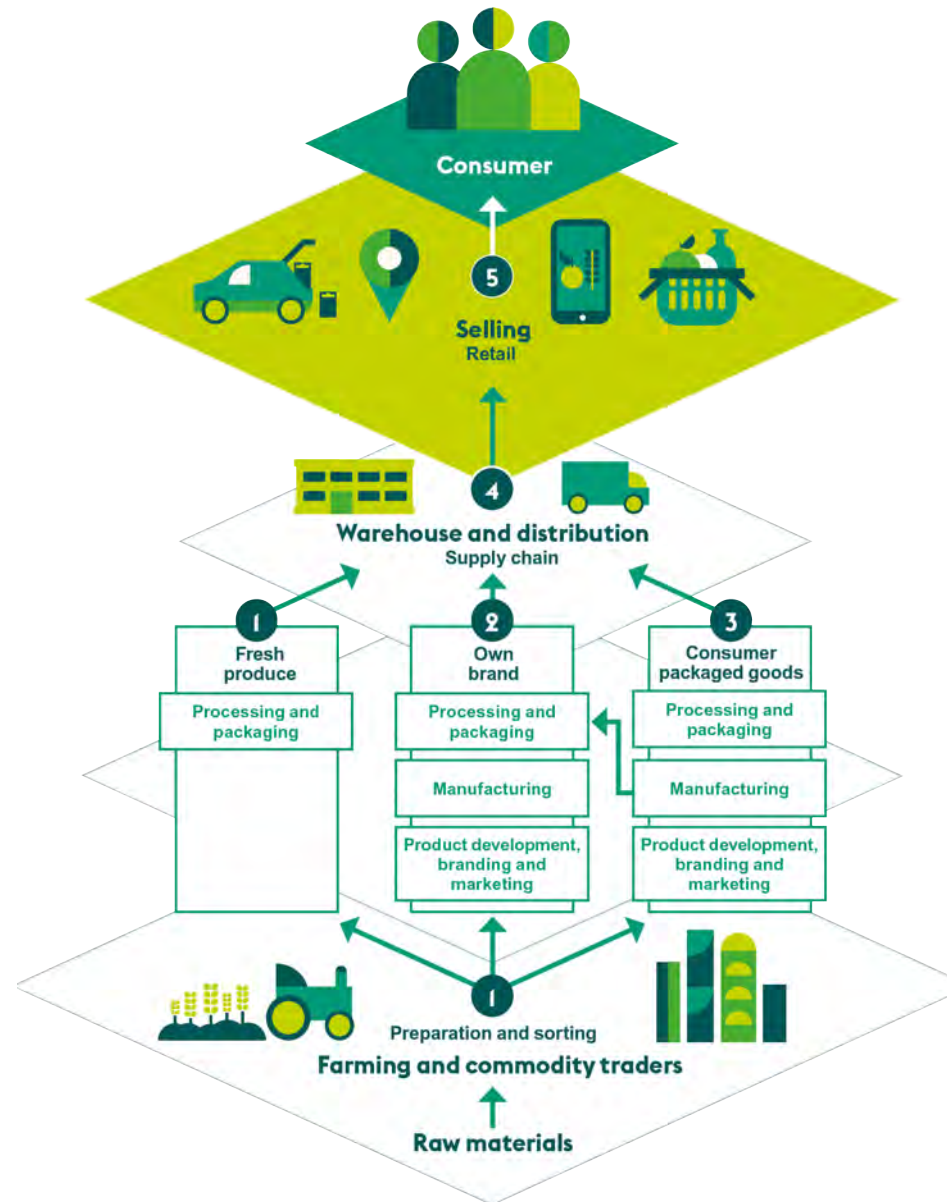 Consumer
5
Selling
Retail
4
Warehouse and distribution
Supply chain
1
Fresh
produce
Processing and
packaging
2
Own
brand
Processing and
packaging
Manufacturing
Product development,
branding and
marketing
3
Consumer
packaged goods
Processing and
packaging
Manufacturing
Product development,
branding and
marketing
1
Preparation and sorting
Farming and commodity traders
Raw materials